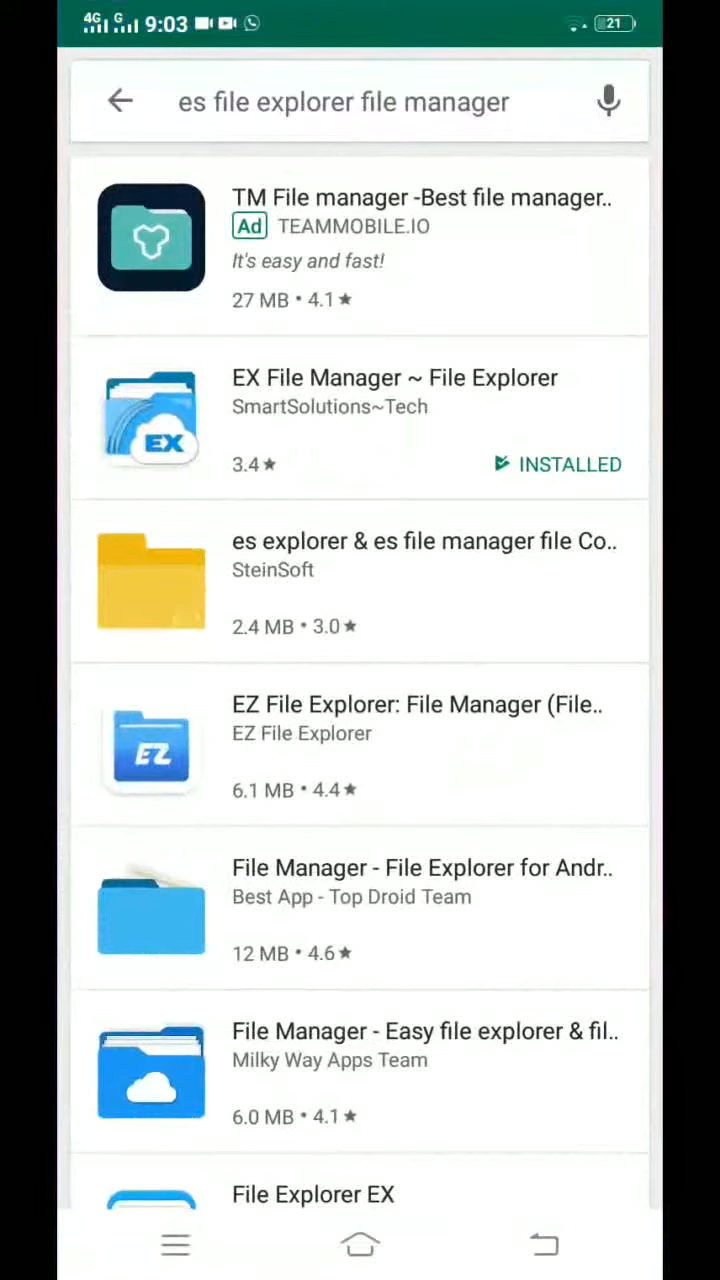 4G G 9:03 21
es file explorer file manager
TM File manager -Best file manager..
Ad TEAMMOBILE.IO
It's easy and fast!
27 MB • 4.1★
EX File Manager ~ File Explorer
SmartSolutions~Tech
EX
3.4★ INSTALLED
es explorer & es file manager file Co..
SteinSoft
2.4 MB • 3.0★
EZ File Explorer: File Manager (File..
EZ File Explorer
EZ
6.1 MB • 4.4★
File Manager - File Explorer for Andr..
Best App - Top Droid Team
12 MB • 4.6★
File Manager - Easy file explorer & fil..
Milky Way Apps Team
6.0 MB • 4.1★
File Explorer EX